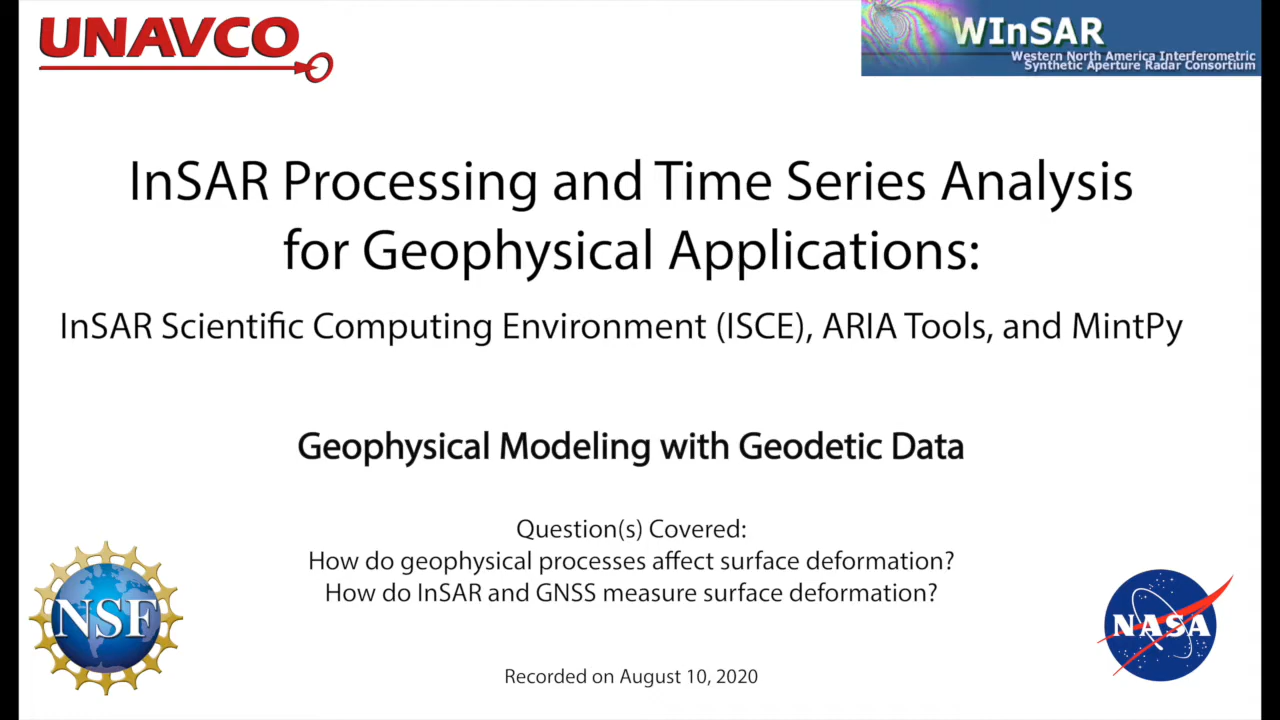 UNAVCO
WInSAR
Western North America Interferometric
Synthetic Aperture Radar Consortium
InSAR Processing and Time Series Analysis
for Geophysical Applications:
InSAR Scientific Computing Environment (ISCE), ARIA Tools, and MintPy
Geophysical Modeling with Geodetic Data
Question(s) Covered:
How do geophysical processes affect surface deformation?
How do InSAR and GNSS measure surface deformation?
NSF
NASA
Recorded on August 10, 2020